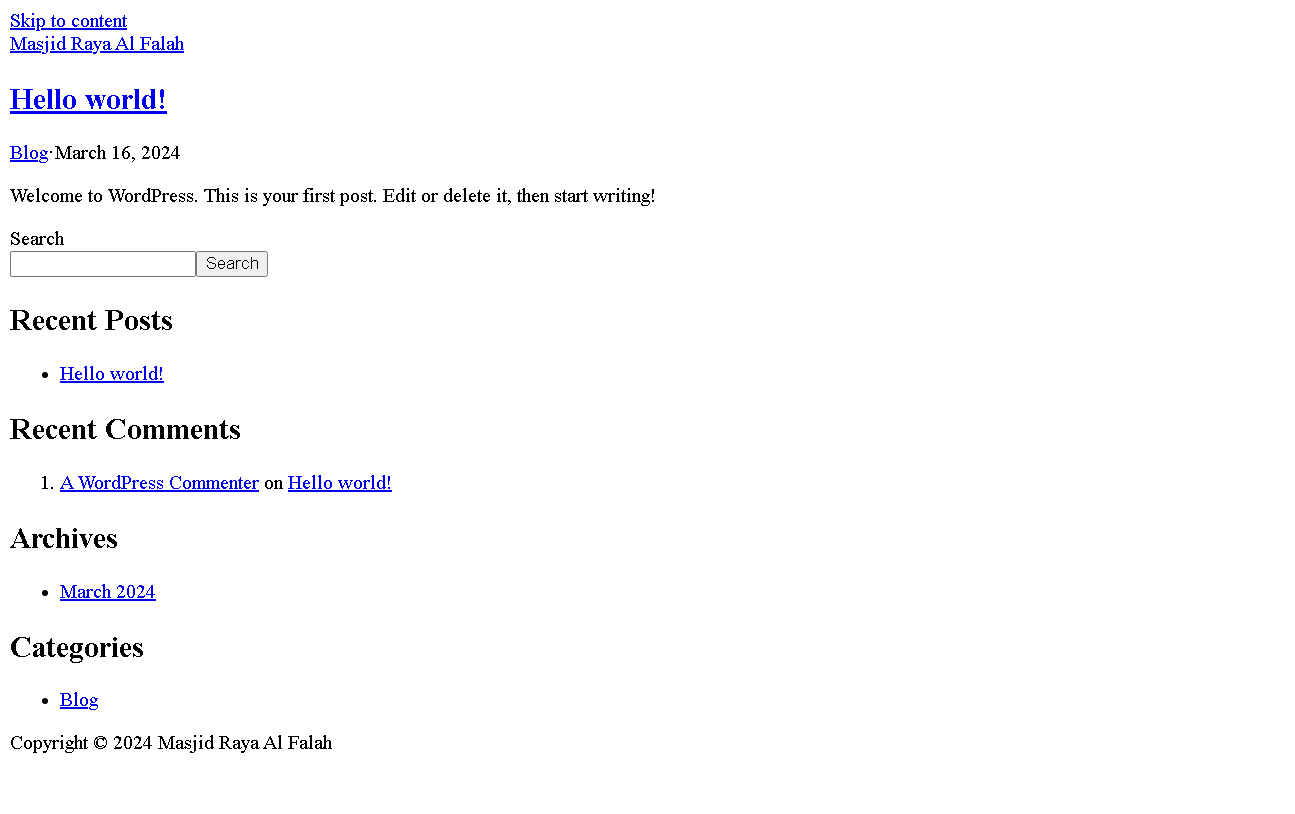 Skip to content
Masjid Raya Al Falah
Hello world!
Blog·March 16, 2024
Welcome to WordPress. This is your first post. Edit or delete it, then start writing!
Search
Search
Recent Posts
Hello world!
Recent Comments
1. A WordPress Commenter on Hello world!
Archives
March 2024
Categories
Blog
Copyright © 2024 Masjid Raya Al Falah